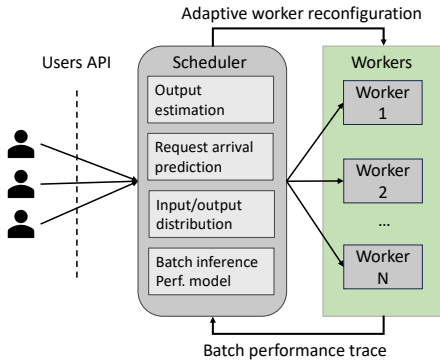 Adaptive worker reconfiguration
Users API
Scheduler
Workers
Output
estimation
Request arrival
prediction
Input/output
distribution
Batch inference
Perf. model
Worker
1
Worker
2
...
Worker
N
Batch performance trace